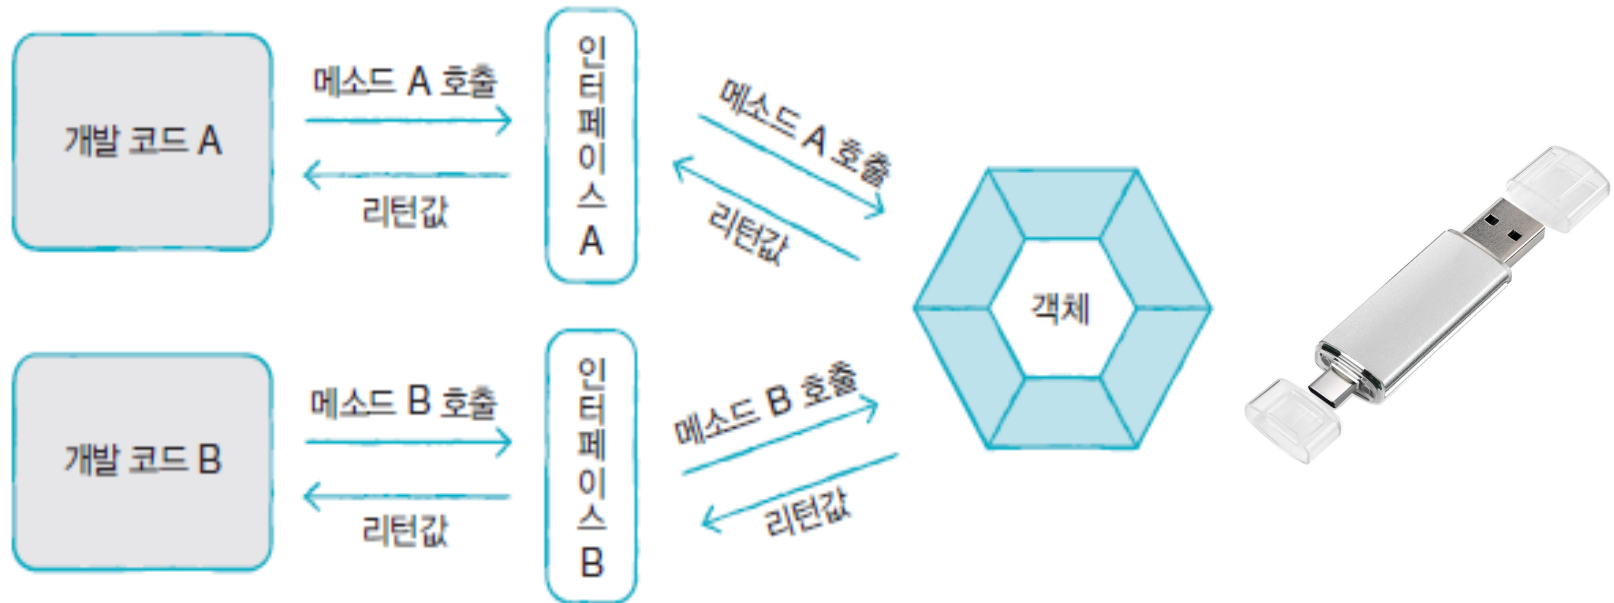 개발 코드 A
메소드 A 호출
리턴값
인터페이스 A
메소드 A 호출
리턴값
객체
개발 코드 B
메소드 B 호출
리턴값
인터페이스 B
메소드 B 호출
리턴값